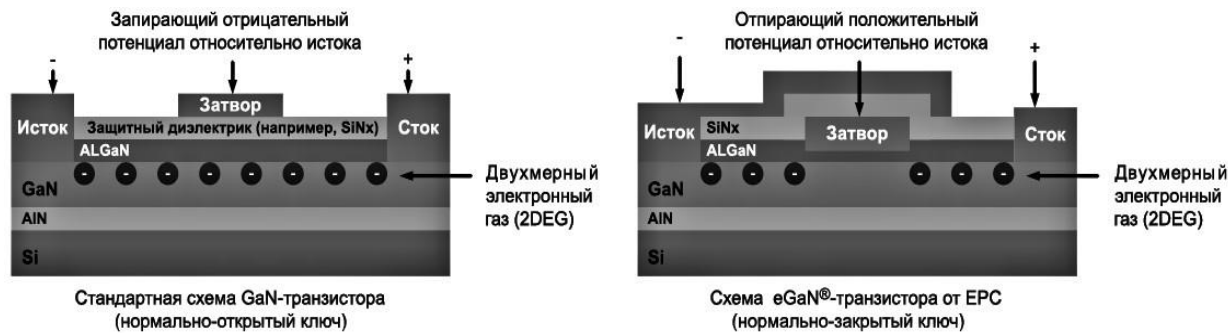 Запирающий отрицательный
потенциал относительно истока
-
+
Затвор
Исток
Защитный диэлектрик (например, SiNx)
Сток
ALGaN
- - - - - - - -
GaN
Двухмерный
электронный
газ (2DEG)
AlN
Si
Стандартная схема GaN-транзистора
(нормально-открытый ключ)
Отпирающий положительный
потенциал относительно истока
-
+
Исток
SiNx
Затвор
Сток
ALGaN
- - - - - -
GaN
Двухмерный
электронный
газ (2DEG)
AlN
Si
Схема eGaN®-транзистора от EPC
(нормально-закрытый ключ)